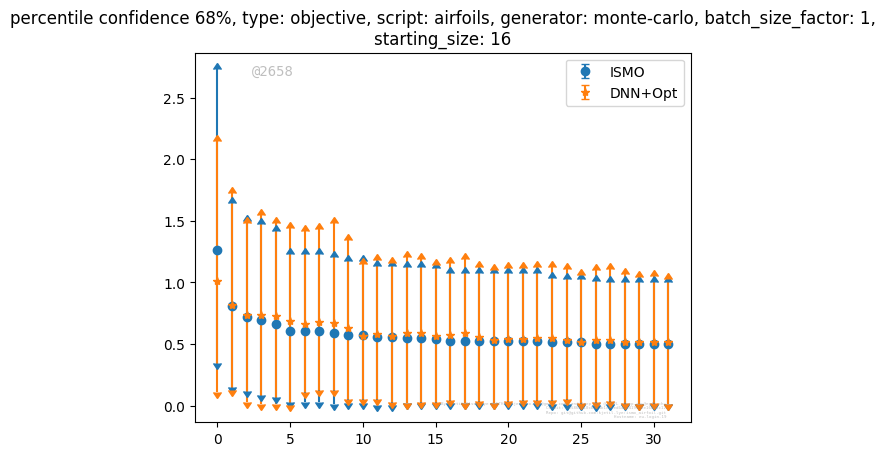 percentile confidence 68%, type: objective, script: airfoils, generator: monte-carlo, batch_size_factor: 1,
starting_size: 16
@2658
ISMO
DNN+Opt
2.5
2.0
1.5
1.0
0.5
0.0
0 5 10 15 20 25 30